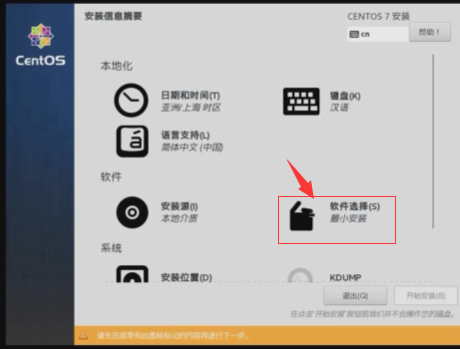 安装信息摘要
CENTOS 7 安装
cn
帮助！
CentOS
本地化
日期和时间(T)
亚洲/上海 时区
键盘(K)
汉语
语言支持(L)
简体中文 (中国)
软件
安装源(I)
本地介质
软件选择(S)
最小安装
系统
安装位置(D)
KDUMP
退出(Q)
开始安装(B)
在点击"开始安装"按钮前我们并不会操作您的磁盘。
请先完成带有此图标标记的内容再进行下一步。